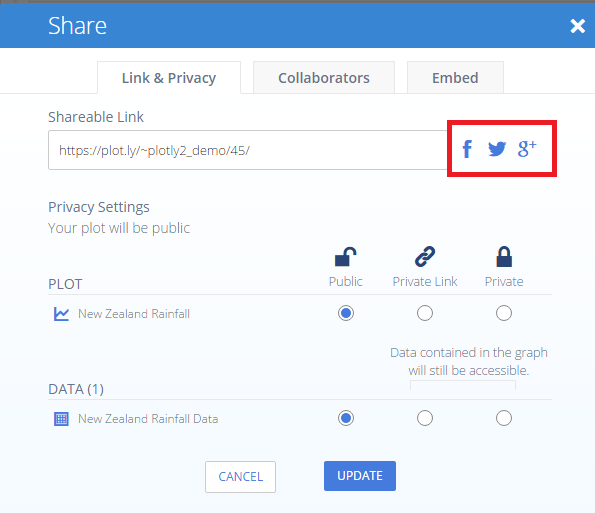 Share
Link & Privacy
Collaborators
Embed
Shareable Link
https://plot.ly/~plotly2_demo/45/
Privacy Settings
Your plot will be public
Public
Private Link
Private
PLOT
New Zealand Rainfall
Data contained in the graph
will still be accessible.
DATA (1)
New Zealand Rainfall Data
CANCEL
UPDATE